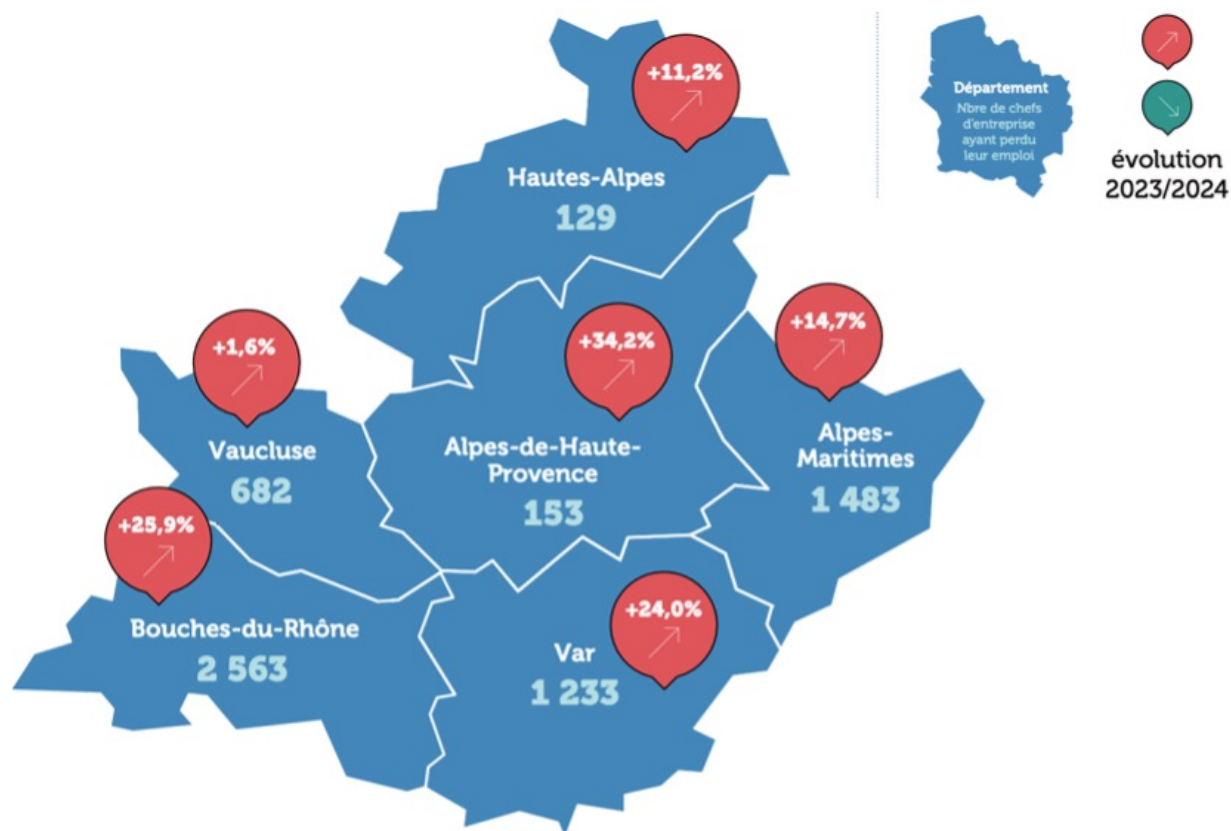 +11,2%
Hautes-Alpes
129
Département
Nbre de chefs
d'entreprise
ayant perdu
leur emploi
évolution
2023/2024
+1,6%
Vaucluse
682
+34,2%
Alpes-de-Haute-
Provence
153
+14,7%
Alpes-
Maritimes
1 483
+25,9%
Bouches-du-Rhône
2 563
+24,0%
Var
1 233